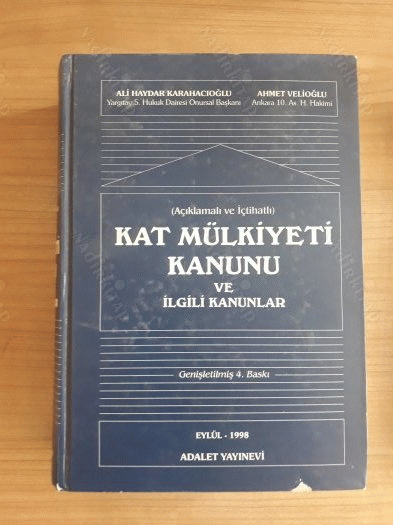 ALİ HAYDAR KARAHACIOĞLU AHMET VELİOĞLU
Yargıtay 5. Hukuk Dairesi Onursal Başkanı Ankara 10. As. H. Hakimi
(Açıklamalı ve İçtihatlı)
KAT MÜLKİYETİ
KANUNU
VE
İLGİLİ KANUNLAR
Genişletilmiş 4. Baskı
EYLÜL - 1998
ADALET YAYINEVİ